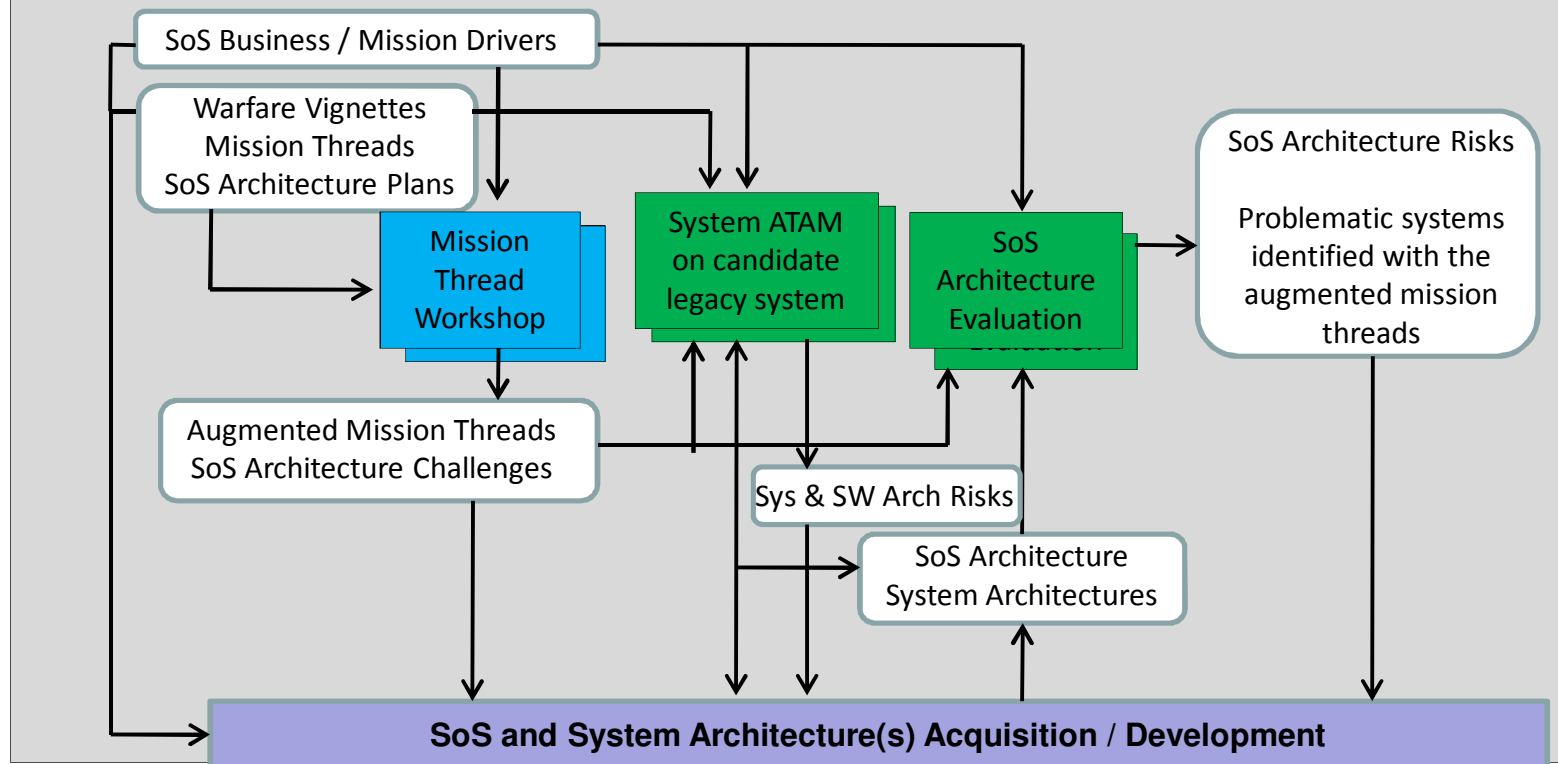 SoS Business / Mission Drivers
Warfare Vignettes
Mission Threads
SoS Architecture Plans
Mission
Thread
Workshop
System ATAM
on candidate
legacy system
SoS
Architecture
Evaluation
Evaluation
SoS Architecture Risks
Problematic systems
identified with the
augmented mission
threads
Augmented Mission Threads
SoS Architecture Challenges
Sys & SW Arch Risks
SoS Architecture
System Architectures
SoS and System Architecture(s) Acquisition / Development